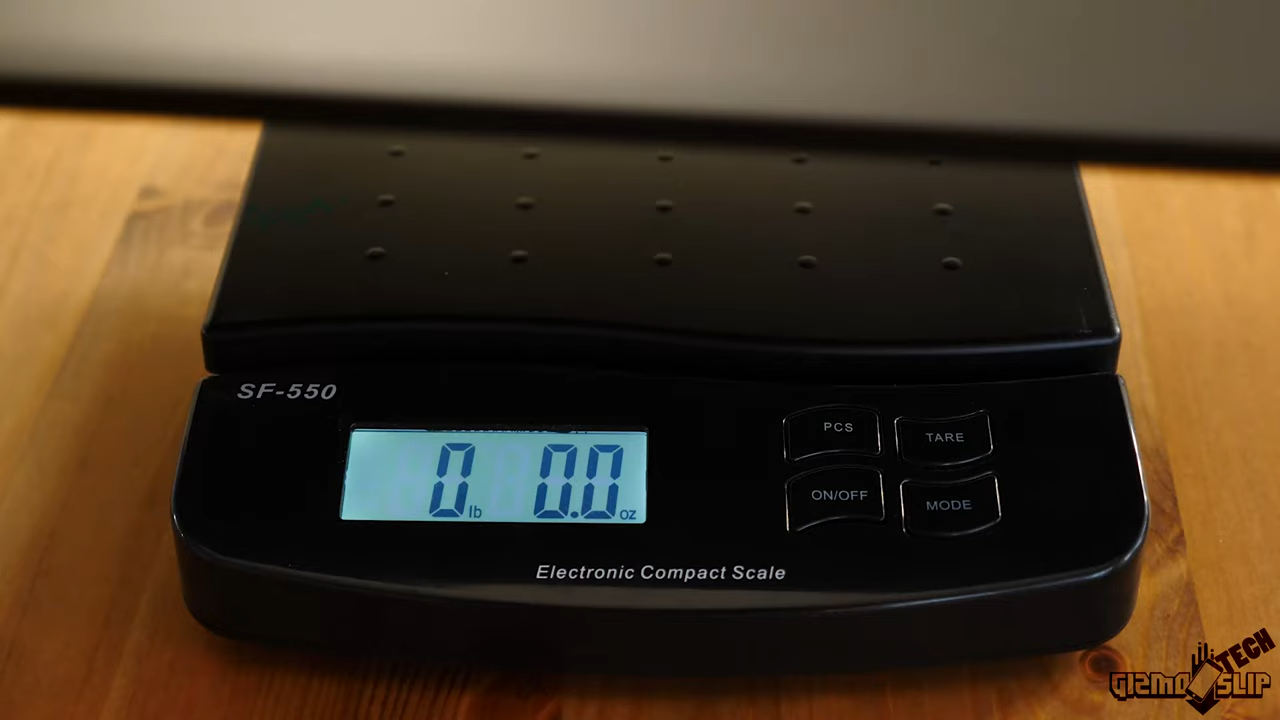 SF-550
0 lb 0.0 oz
PCS
TARE
ON/OFF
MODE
Electronic Compact Scale
TECH
GIZMO SLIP